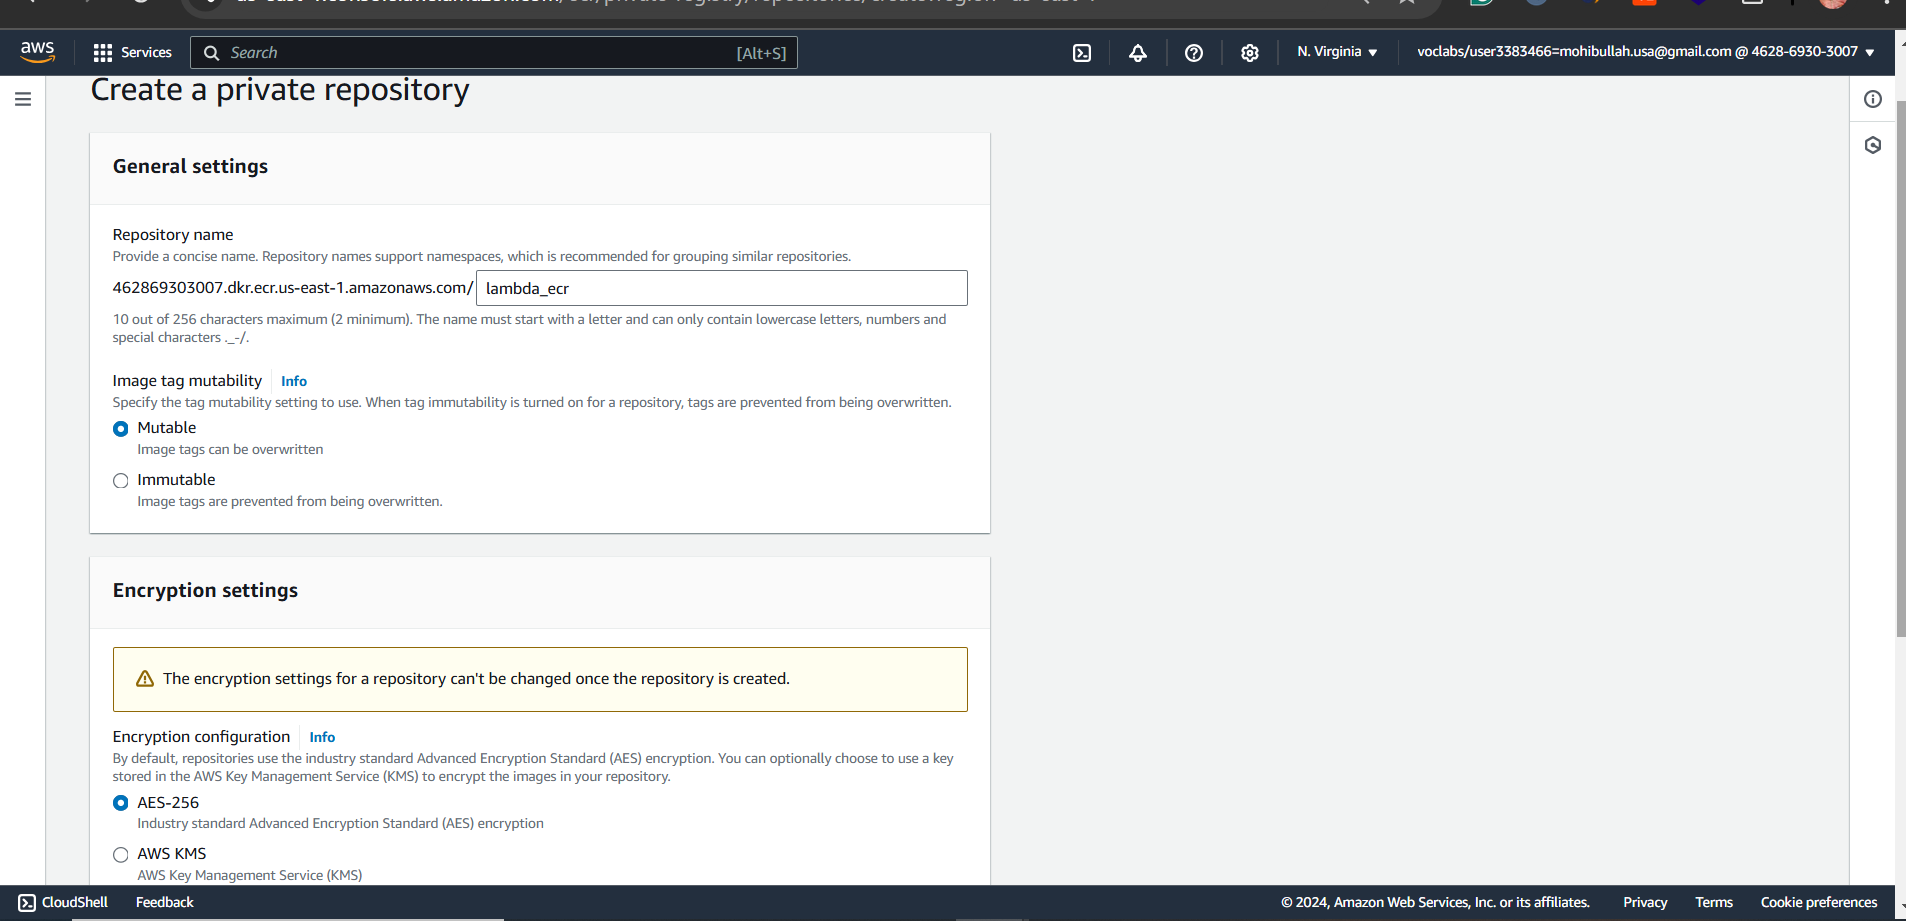 aws
Services
Search
[Alt+S]
N. Virginia
voclabs/user3383466=mohibullah.usa@gmail.com @ 4628-6930-3007
Create a private repository
General settings
Repository name
Provide a concise name. Repository names support namespaces, which is recommended for grouping similar repositories.
462869303007.dkr.ecr.us-east-1.amazonaws.com/
lambda_ecr
10 out of 256 characters maximum (2 minimum). The name must start with a letter and can only contain lowercase letters, numbers and
special characters ._-/.
Image tag mutability
Info
Specify the tag mutability setting to use. When tag immutability is turned on for a repository, tags are prevented from being overwritten.
Mutable
Image tags can be overwritten
Immutable
Image tags are prevented from being overwritten.
Encryption settings
The encryption settings for a repository can't be changed once the repository is created.
Encryption configuration
Info
By default, repositories use the industry standard Advanced Encryption Standard (AES) encryption. You can optionally choose to use a key
stored in the AWS Key Management Service (KMS) to encrypt the images in your repository.
AES-256
Industry standard Advanced Encryption Standard (AES) encryption
AWS KMS
AWS Key Management Service (KMS)
CloudShell
Feedback
© 2024, Amazon Web Services, Inc. or its affiliates.
Privacy
Terms
Cookie preferences